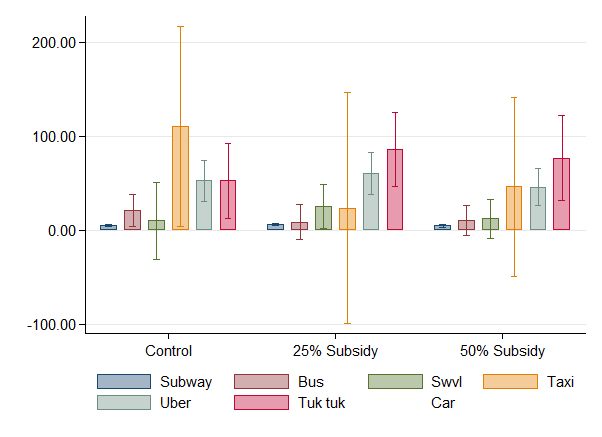 200.00
100.00
0.00
-100.00
Control 25% Subsidy 50% Subsidy
Subway Bus Swvl Taxi
Uber Tuk tuk Car